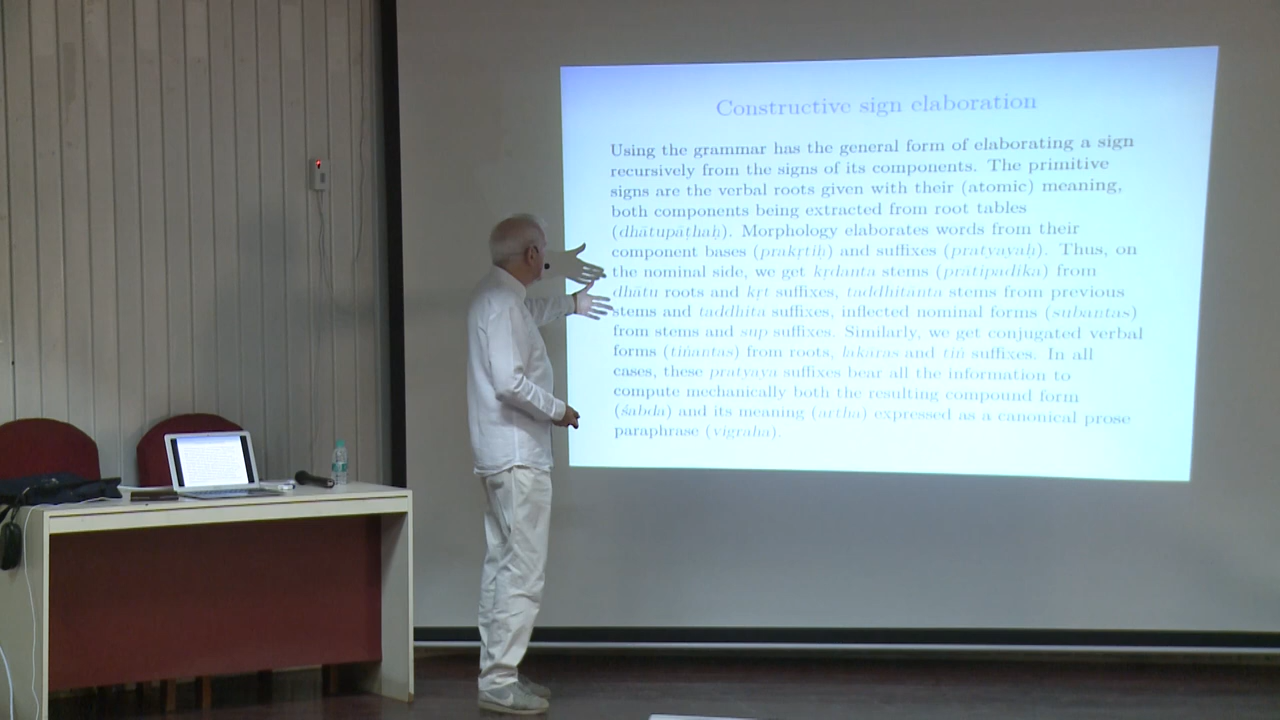 Constructive sign elaboration
Using the grammar has the general form of elaborating a sign
recursively from the signs of its components. The primitive
signs are the verbal roots given with their (atomic) meaning,
both components being extracted from root tables
(dhātupāṭhaḥ). Morphology elaborates words from their
component bases (prakṛtiḥ) and suffixes (pratyayaḥ). Thus, on
the nominal side, we get kṛdanta stems (prātipadika) from
dhātu roots and kṛt suffixes, taddhitānta stems from previous
stems and taddhita suffixes, inflected nominal forms (subantas)
from stems and sup suffixes. Similarly, we get conjugated verbal
forms (tiṅantas) from roots, lakāras and tiṅ suffixes. In all
cases, these pratyaya suffixes bear all the information to
compute mechanically both the resulting compound form
(śabda) and its meaning (artha) expressed as a canonical prose
paraphrase (vigraha).